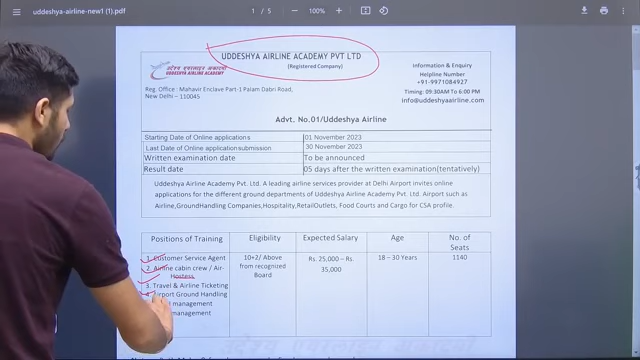 uddeshya-airline-new1 (1).pdf
1 / 5
100%
UDDESHYA AIRLINE ACADEMY PVT LTD
(Registered Company)
UDDESHYA AIRLINE ACADEMY
Reg. Office : Mahavir Enclave Part-1 Palam Dabri Road,
New Delhi - 110045
Information & Enquiry
Helpline Number
+91-9971084927
Timing: 09:30AM To 6:00 PM
info@uddeshyaairline.com
Advt. No.01/Uddeshya Airline
Starting Date of Online applications 01 November 2023
Last Date of Online applicationsubmission 30 November 2023
Written examination date To be announced
Result date 05 days after the written examination(tentatively)
Uddeshya Airline Academy Pvt. Ltd. A leading airline services provider at Delhi Airport invites online
applications for the different ground departments of Uddeshya Airline Academy Pvt. Ltd. Airport such as
Airline,GroundHandling Companies,Hospitality,RetailOutlets, Food Courts and Cargo for CSA profile.
Positions of Training Eligibility Expected Salary Age No. of
Seats
1. Customer Service Agent 10+2/ Above Rs. 25,000 – Rs. 18 – 30 Years 1140
2. Airline cabin crew / Air- from recognized 35,000
Hostess Board
3. Travel & Airline Ticketing
4. Airport Ground Handling
management
management